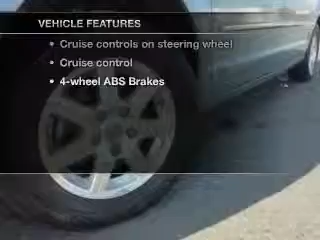 VEHICLE FEATURES
• Cruise controls on steering wheel
• Cruise control
• 4-wheel ABS Brakes